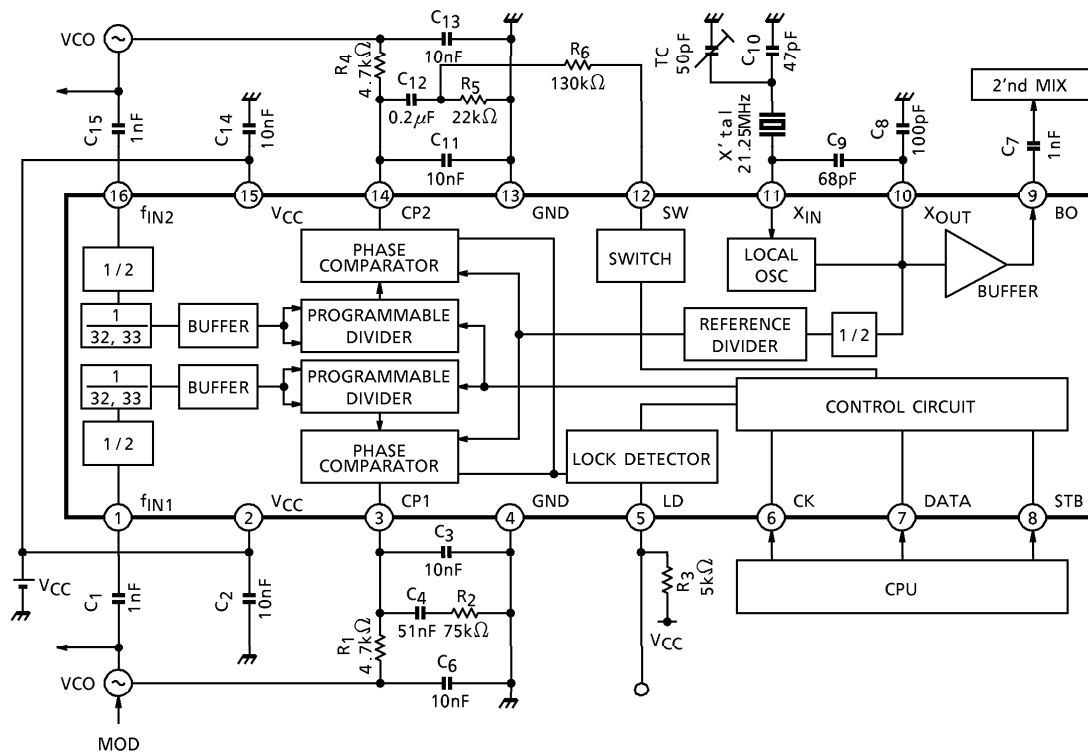 VCO
C13
10nF
R4
4.7kΩ
C12
0.2μF
R5
22kΩ
R6
130kΩ
C11
10nF
C15
1nF
C14
10nF
TC
50pF
C10
47pF
X'tal
21.25MHz
C9
68pF
C8
100pF
2'nd MIX
C7
1nF
16
15
14
13
12
11
10
9
fIN2
VCC
CP2
GND
SW
XIN
XOUT
BO
1/2
PHASE
COMPARATOR
SWITCH
LOCAL
OSC
BUFFER
1
32, 33
BUFFER
PROGRAMMABLE
DIVIDER
REFERENCE
DIVIDER
1/2
1
32, 33
BUFFER
PROGRAMMABLE
DIVIDER
CONTROL CIRCUIT
1/2
PHASE
COMPARATOR
LOCK DETECTOR
fIN1
VCC
CP1
GND
LD
CK
DATA
STB
1
2
3
4
5
6
7
8
VCC
C1
1nF
C2
10nF
C3
10nF
C4
51nF
R2
75kΩ
R1
4.7kΩ
C6
10nF
R3
5kΩ
VCC
CPU
VCO
MOD